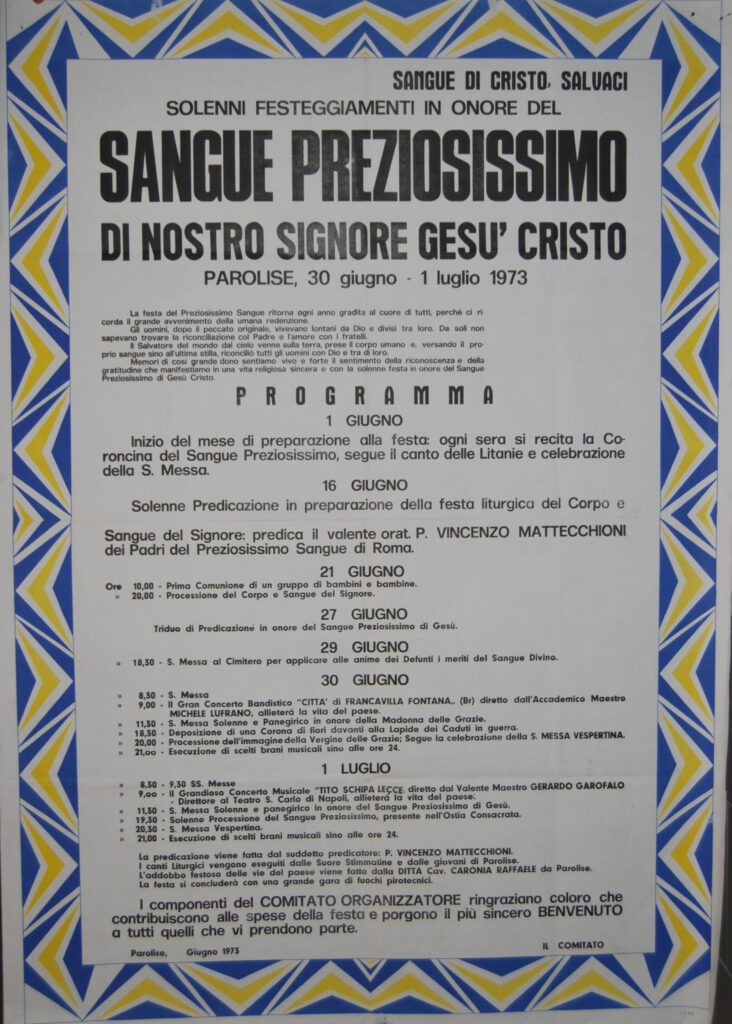 SANGUE DI CRISTO, SALVACI
SOLENNI FESTEGGIAMENTI IN ONORE DEL
SANGUE PREZIOSISSIMO
DI NOSTRO SIGNORE GESU' CRISTO
PAROLISE, 30 giugno - 1 luglio 1973
La festa del Preziosissimo Sangue ritorna ogni anno gradita al cuore di tutti, perchè ci ri-
corda il grande avvenimento della umana redenzione.
Gli uomini, dopo il peccato originale, vivevano lontani da Dio e divisi tra loro. Da soli non
sapevano trovare la riconciliazione col Padre e l'amore con i fratelli.
Il Salvatore del mondo dal cielo venne sulla terra, prese il corpo umano e, versando il pro-
prio sangue sino all'ultima stilla, riconciliò tutti gli uomini con Dio e tra di loro.
Memori di così grande dono sentiamo vivo e forte il sentimento della riconoscenza e della
gratitudine che manifestiamo in una vita religiosa sincera e con la solenne festa in onore del Sangue
Preziosissimo di Gesù Cristo.
PROGRAMMA
1 GIUGNO
Inizio del mese di preparazione alla festa: ogni sera si recita la Co-
roncina del Sangue Preziosissimo, segue il canto delle Litanie e celebrazione
della S. Messa.
16 GIUGNO
Solenne Predicazione in preparazione della festa liturgica del Corpo e
Sangue del Signore: predica il valente orat. P. VINCENZO MATTECCHIONI
dei Padri del Preziosissimo Sangue di Roma.
21 GIUGNO
Ore 10,00 - Prima Comunione di un gruppo di bambini e bambine.
» 20,00 - Processione del Corpo e Sangue del Signore.
27 GIUGNO
Triduo di Predicazione in onore del Sangue Preziosissimo di Gesù.
29 GIUGNO
» 18,30 - S. Messa al Cimitero per applicare alle anime dei Defunti i meriti del Sangue Divino.
30 GIUGNO
» 8,30 - S. Messa
» 9,00 - Il Gran Concerto Bandistico "CITTA' di FRANCAVILLA FONTANA,, (Br) diretto dall'Accademico Maestro
MICHELE LUFRANO, allieterà la vita del paese.
» 11,30 - S. Messa Solenne e Panegirico in onore della Madonna delle Grazie.
» 18,30 - Deposizione di una Corona di fiori davanti alla Lapide dei Caduti in guerra.
» 20,00 - Processione dell'immagine della Vergine delle Grazie; Segue la celebrazione della S. MESSA VESPERTINA.
» 21,00 - Esecuzione di scelti brani musicali sino alle ore 24.
1 LUGLIO
» 8,30 - 9,30 SS. Messe
» 9,00 - Il Grandioso Concerto Musicale "TITO SCHIPA LECCE diretto dal Valente Maestro GERARDO GAROFALO
- Direttore al Teatro S. Carlo di Napoli, allieterà la vita del paese.
» 11,30 - S. Messa Solenne e panegirico in onore del Sangue Preziosissimo di Gesù.
» 19,30 - Solenne Processione del Sangue Preziosissimo, presente nell'Ostia Consacrata.
» 20,30 - S. Messa Vespertina.
» 21,00 - Esecuzione di scelti brani musicali sino alle ore 24.
La predicazione viene fatta dal suddetto predicatore: P. VINCENZO MATTECCHIONI.
I canti Liturgici vengono eseguiti dalle Suore Stimmatine e dalle giovani di Parolise.
L'addobbo festoso delle vie del paese viene fatto dalla DITTA Cav. CARONIA RAFFAELE da Parolise.
La festa si concluderà con una grande gara di fuochi pirotecnici.
I componenti del COMITATO ORGANIZZATORE ringraziano coloro che
contribuiscono alle spese della festa e porgono il più sincero BENVENUTO
a tutti quelli che vi prendono parte.
Parolise, Giugno 1973
IL COMITATO